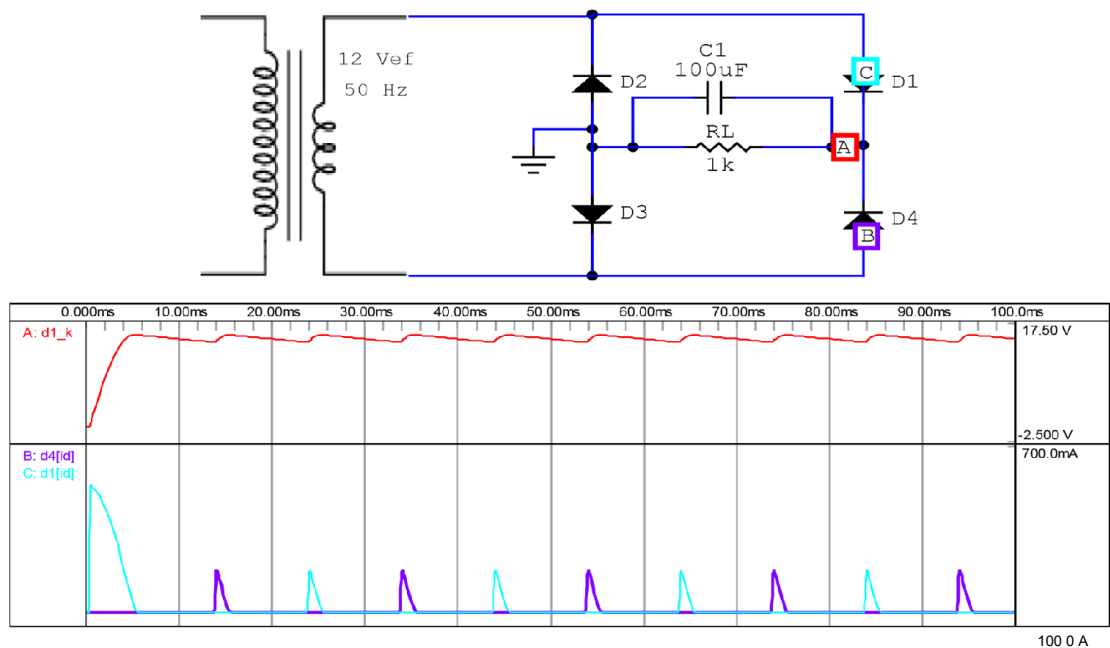 12 Vef
50 Hz
C1
100uF
D2
C
D1
RL
A
1k
D3
D4
B
0.000ms 10.00ms 20.00ms 30.00ms 40.00ms 50.00ms 60.00ms 70.00ms 80.00ms 90.00ms 100.0ms
A: d1_k
17.50 V
-2.500 V
B: d4[id]
700.0mA
C: d1[id]
100 0 A